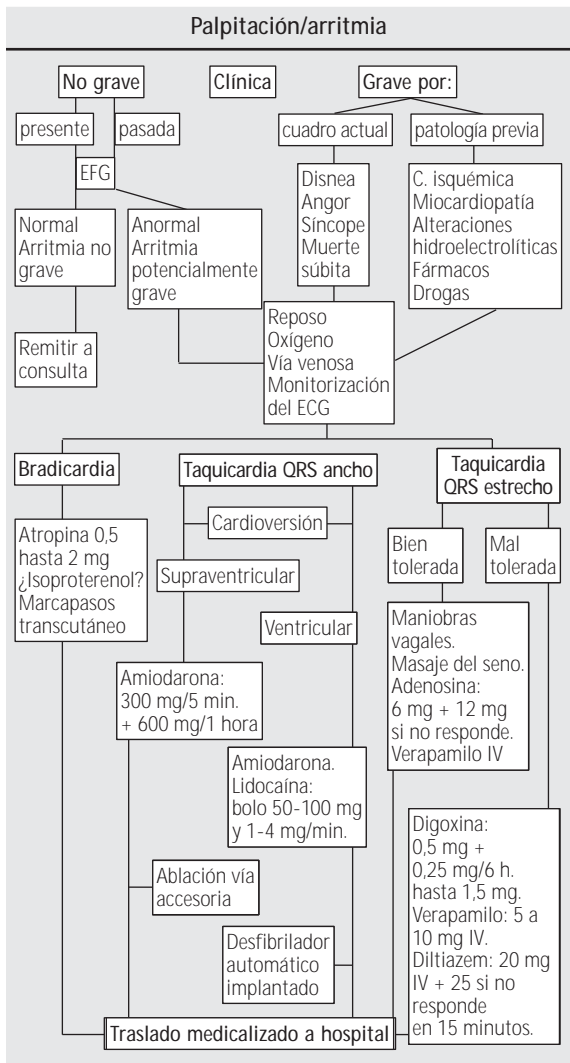 Palpitación/arritmia
No grave
Clínica
Grave por:
presente
pasada
cuadro actual
patología previa
EFG
Normal
Arritmia no
grave
Anormal
Arritmia
potencialmente
grave
Disnea
Angor
Síncope
Muerte
súbita
C. isquémica
Miocardiopatía
Alteraciones
hidroelectrolíticas
Fármacos
Drogas
Remitir a
consulta
Reposo
Oxígeno
Vía venosa
Monitorización
del ECG
Bradicardia
Taquicardia QRS ancho
Taquicardia
QRS estrecho
Atropina 0,5
hasta 2 mg
¿Isoproterenol?
Marcapasos
transcutáneo
Cardioversión
Supraventricular
Ventricular
Bien
tolerada
Mal
tolerada
Amiodarona:
300 mg/5 min.
+ 600 mg/1 hora
Maniobras
vagales.
Masaje del seno.
Adenosina:
6 mg + 12 mg
si no responde.
Verapamilo IV
Amiodarona.
Lidocaína:
bolo 50-100 mg
y 1-4 mg/min.
Ablación vía
accesoria
Desfibrilador
automático
implantado
Digoxina:
0,5 mg +
0,25 mg/6 h.
hasta 1,5 mg.
Verapamilo: 5 a
10 mg IV.
Diltiazem: 20 mg
IV + 25 si no
responde
en 15 minutos.
Traslado medicalizado a hospital